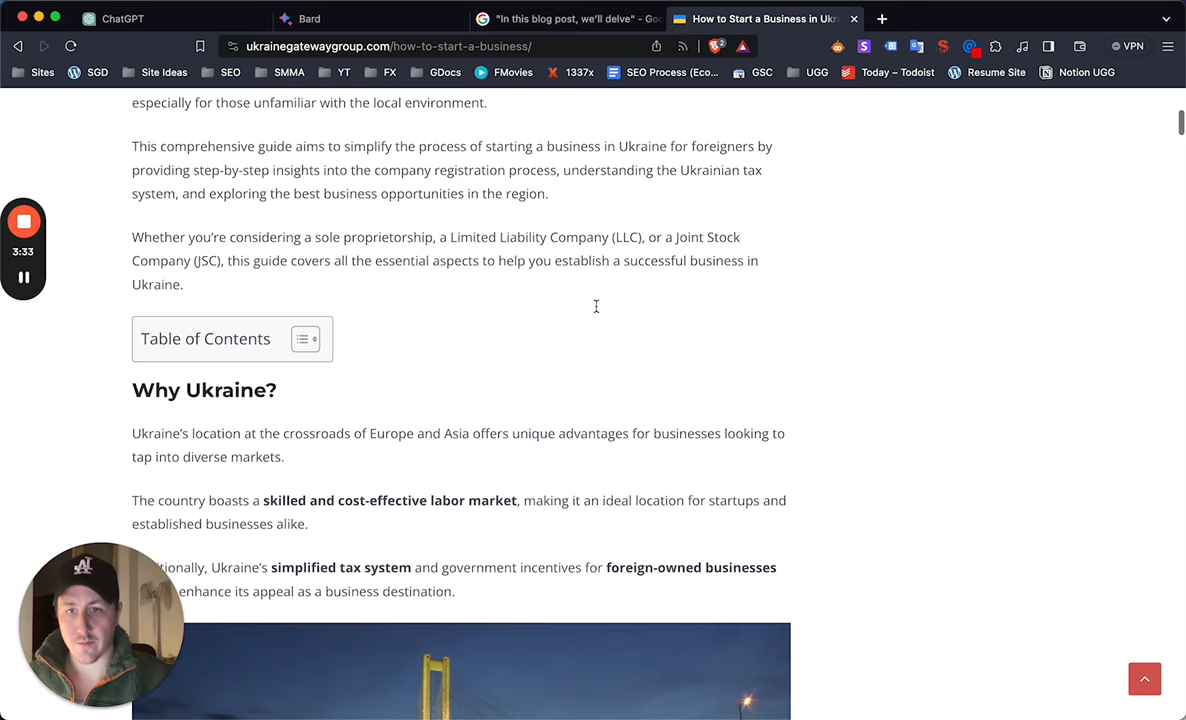 ChatGPT
Bard
"In this blog post, we'll delve" - Goo
How to Start a Business in Ukra
ukrainegatewaygroup.com/how-to-start-a-business/
2
VPN
Sites
SGD
Site Ideas
SEO
SMMA
YT
FX
GDocs
FMovies
1337x
SEO Process (Eco...
GSC
UGG
Today – Todoist
Resume Site
Notion UGG
especially for those unfamiliar with the local environment.
This comprehensive guide aims to simplify the process of starting a business in Ukraine for foreigners by
providing step-by-step insights into the company registration process, understanding the Ukrainian tax
system, and exploring the best business opportunities in the region.
Whether you're considering a sole proprietorship, a Limited Liability Company (LLC), or a Joint Stock
Company (JSC), this guide covers all the essential aspects to help you establish a successful business in
Ukraine.
3:33
Table of Contents
Why Ukraine?
Ukraine's location at the crossroads of Europe and Asia offers unique advantages for businesses looking to
tap into diverse markets.
The country boasts a skilled and cost-effective labor market, making it an ideal location for startups and
established businesses alike.
itionally, Ukraine's simplified tax system and government incentives for foreign-owned businesses
enhance its appeal as a business destination.